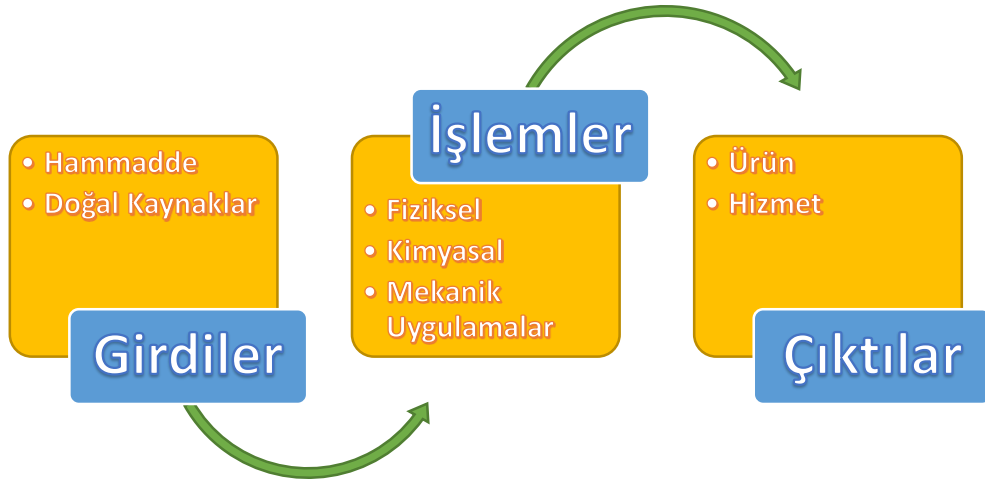 Hammadde
Doğal Kaynaklar
Girdiler
İşlemler
Fiziksel
Kimyasal
Mekanik
Uygulamalar
Ürün
Hizmet
Çıktılar